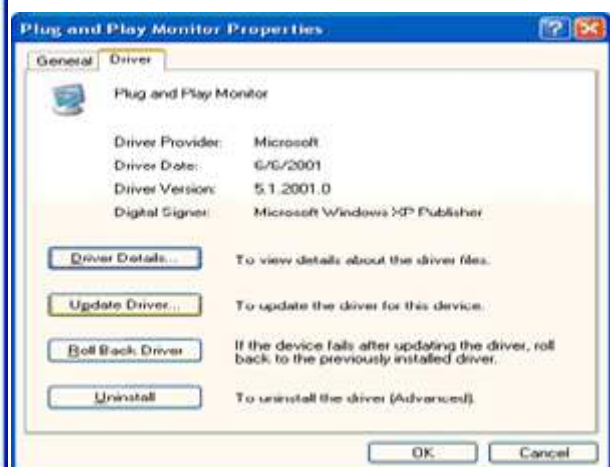 Plug and Play Monitor Properties
General Driver
Plug and Play Monitor
Driver Provider: Microsoft
Driver Date: 6/6/2001
Driver Version: 5.1.2001.0
Digital Signer: Microsoft Windows XP Publisher
Driver Details... To view details about the driver files.
Update Driver... To update the driver for this device.
Roll Back Driver If the device fails after updating the driver, roll
back to the previously installed driver.
Uninstall To uninstall the driver (Advanced).
OK Cancel